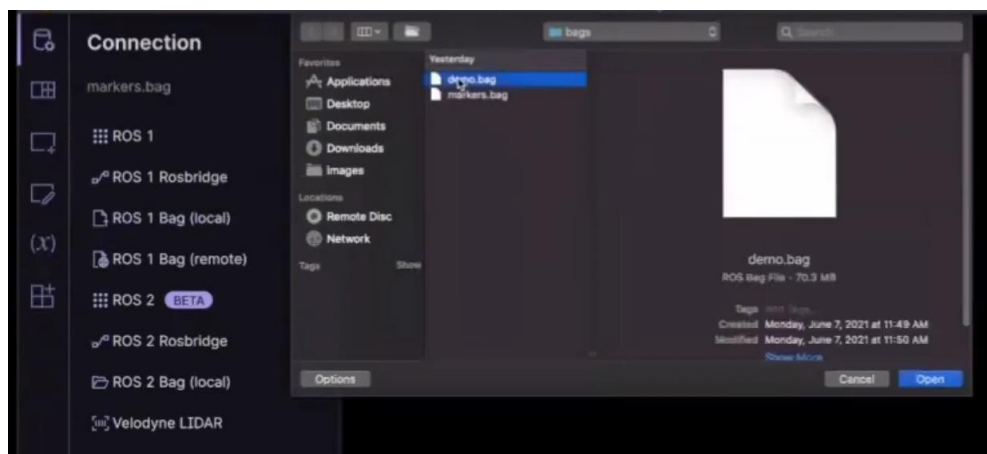 Connection
markers.bag
ROS 1
ROS 1 Rosbridge
ROS 1 Bag (local)
ROS 1 Bag (remote)
ROS 2 BETA
ROS 2 Rosbridge
ROS 2 Bag (local)
Velodyne LIDAR
(x)
bags
Search
Favorites
Applications
Desktop
Documents
Downloads
Images
Locations
Remote Disc
Network
Tags Show
Yesterday
demo.bag
markers.bag
demo.bag
ROS Bag File - 70.3 MB
Tags Add Tags...
Created Monday, June 7, 2021 at 11:49 AM
Modified Monday, June 7, 2021 at 11:50 AM
Show More
Options
Cancel
Open